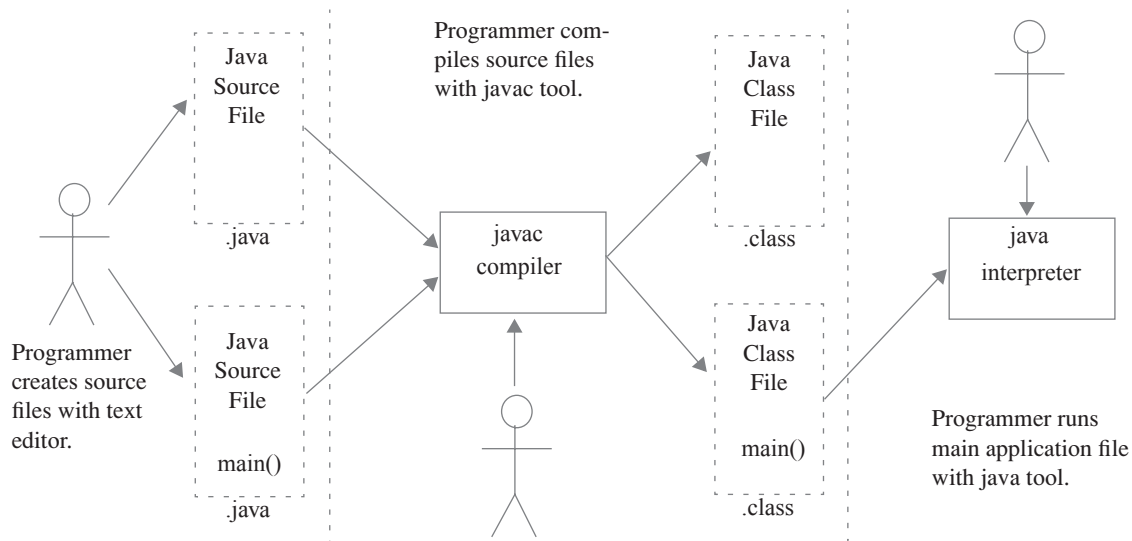 Java
Source
File
.java
Java
Source
File
main()
.java
Programmer
creates source
files with text
editor.
Programmer com-
piles source files
with javac tool.
javac
compiler
Java
Class
File
.class
Java
Class
File
main()
.class
java
interpreter
Programmer runs
main application file
with java tool.